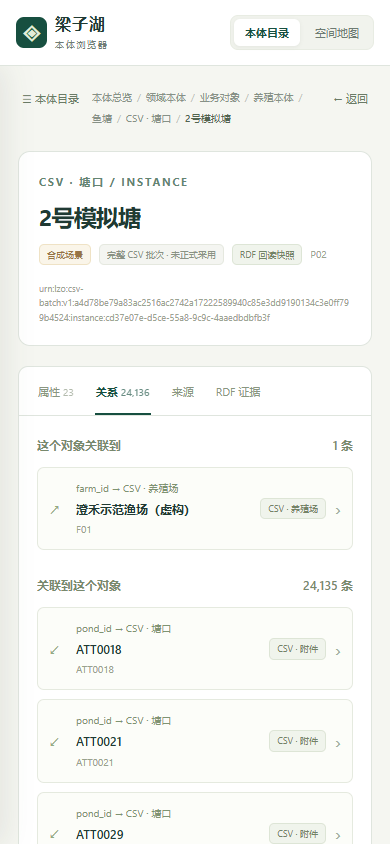 梁子湖
本体浏览器
本体目录
空间地图
☰ 本体目录
本体总览 / 领域本体 / 业务对象 / 养殖本体 /
鱼塘 / CSV · 塘口 / 2号模拟塘
← 返回
CSV · 塘口 / INSTANCE
2号模拟塘
合成场景
完整 CSV 批次 · 未正式采用
RDF 回读快照
P02
urn:lzo:csv-
batch:v1:a4d78be79a83ac2516ac2742a17222589940c85e3dd9190134c3e0ff79
9b4524:instance:cd37e07e-d5ce-55a8-9c9c-4aaedbdbfb3f
属性 23
关系 24,136
来源
RDF 证据
这个对象关联到
1 条
↗
farm_id → CSV · 养殖场
澄禾示范渔场（虚构）
F01
CSV · 养殖场
›
关联到这个对象
24,135 条
↙
pond_id → CSV · 塘口
ATT0018
ATT0018
CSV · 附件
›
↙
pond_id → CSV · 塘口
ATT0021
ATT0021
CSV · 附件
›
↙
pond_id → CSV · 塘口
ATT0029
CSV · 附件
›